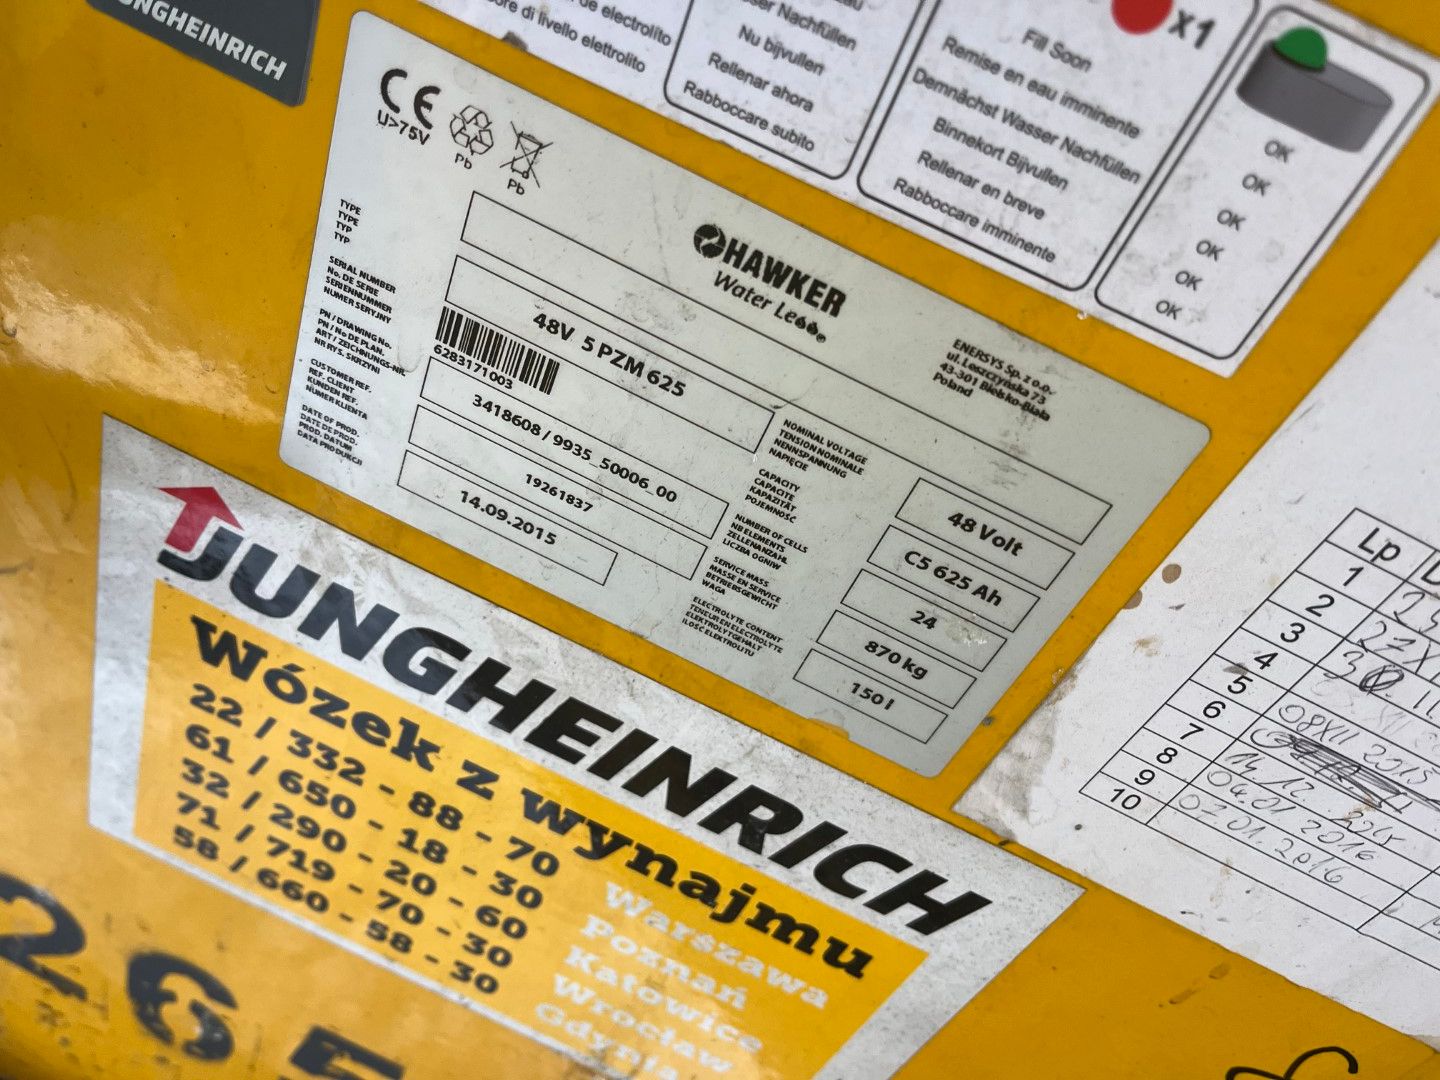 JUNGHEINRICH
de electrolito
ore di livello elettrolito
Nachfüllen
Nu bijvullen
Rellenar ahora
Rabboccare subito
x1
Fill Soon
Remise en eau imminente
Demnächst Wasser Nachfüllen
Binnekort Bijvullen
Rellenar en breve
Rabboccare imminente
OK
OK
OK
OK
OK
OK
CE
U>75V
Pb
Pb
HAWKER
Water Less
ENERSYS Sp. z o.o.
ul. Leszczyńska 73
43-301 Bielsko-Biała
Poland
TYPE
TYPE
TYP
TYP
48V 5 PZM 625
SERIAL NUMBER
No. DE SERIE
SERIENNUMMER
NUMER SERYJNY
6283171003
PN / DRAWING No.
PN / No DE PLAN.
ART / ZEICHNUNGS-NR.
NR RYS. SKRZYNI
3418608 / 9935_50006_00
CUSTOMER REF.
REF. CLIENT
KUNDEN REF.
NUMER KLIENTA
19261837
DATE OF PROD.
DATE DE PROD.
PROD. DATUM
DATA PRODUKCJI
14.09.2015
NOMINAL VOLTAGE
TENSION NOMINALE
NENNSPANNUNG
NAPIĘCIE
48 Volt
CAPACITY
CAPACITE
KAPAZITÄT
POJEMNOŚĆ
C5 625 Ah
NUMBER OF CELLS
NB ELEMENTS
ZELLENANZAHL
LICZBA OGNIW
24
SERVICE MASS
MASSE EN SERVICE
BETRIEBSGEWICHT
WAGA
870 kg
ELECTROLYTE CONTENT
TENEUR EN ELECTROLYTE
ELEKTROLYTGEHALT
ILOŚĆ ELEKTROLITU
150 l
JUNGHEINRICH
Wózek z wynajmu
22 / 332 - 88 - 70
61 / 650 - 18 - 30
32 / 290 - 20 - 60
71 / 719 - 70 - 30
58 / 660 - 58 - 30
Warszawa
Poznań
Katowice
Wrocław
Gdynia
265
Lp
1
2
3
4
5
6
7
8
9
10
08 XII 2015
14.12.2015
04.01.2016
07.01.2016